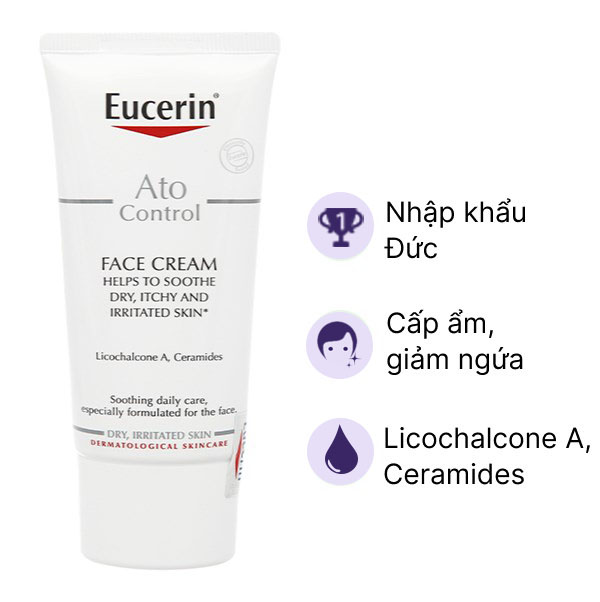 Eucerin®
Ato
Control
FACE CREAM
HELPS TO SOOTHE
DRY, ITCHY AND
IRRITATED SKIN*
Licochalcone A, Ceramides
Soothing daily care,
especially formulated for the face.
DRY, IRRITATED SKIN
DERMATOLOGICAL SKINCARE
1
Nhập khẩu
Đức
Cấp ẩm,
giảm ngứa
Licochalcone A,
Ceramides